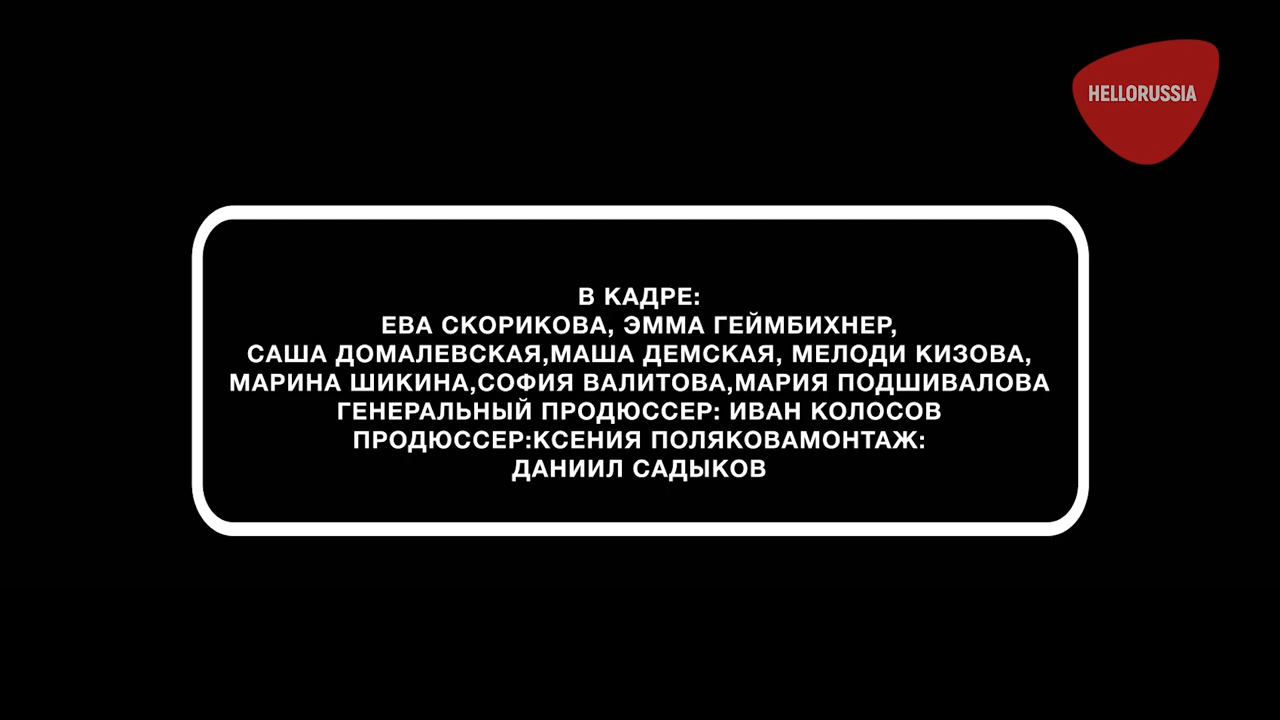 HELLORUSSIA
В КАДРЕ:
ЕВА СКОРИКОВА, ЭММА ГЕЙМБИХНЕР,
САША ДОМАЛЕВСКАЯ,МАША ДЕМСКАЯ, МЕЛОДИ КИЗОВА,
МАРИНА ШИКИНА,СОФИЯ ВАЛИТОВА,МАРИЯ ПОДШИВАЛОВА
ГЕНЕРАЛЬНЫЙ ПРОДЮССЕР: ИВАН КОЛОСОВ
ПРОДЮССЕР:КСЕНИЯ ПОЛЯКОВАМОНТАЖ:
ДАНИИЛ САДЫКОВ